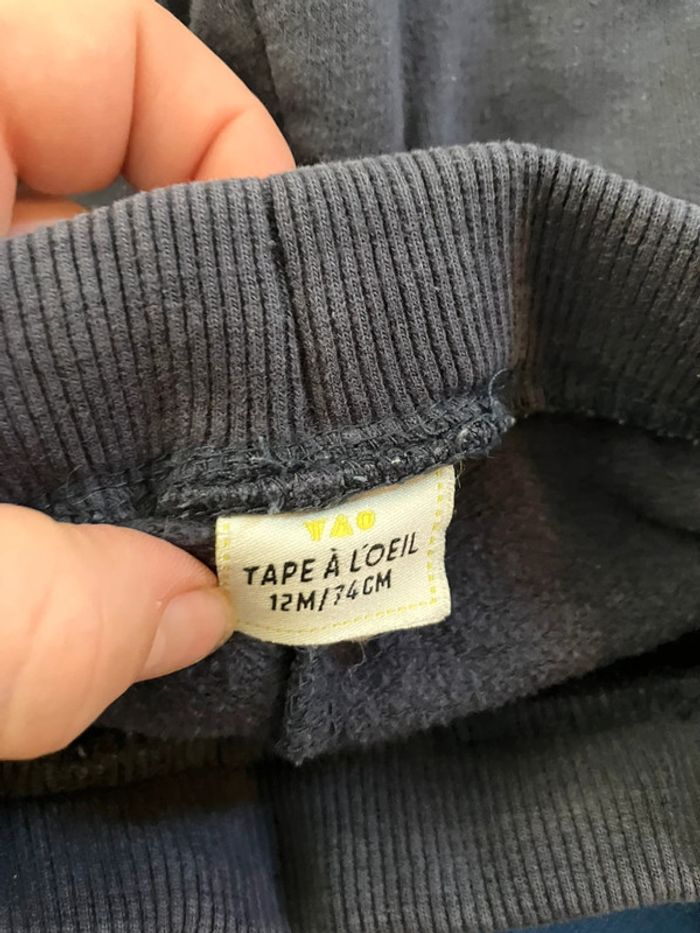 TAO
TAPE À L'OEIL
12M/74CM